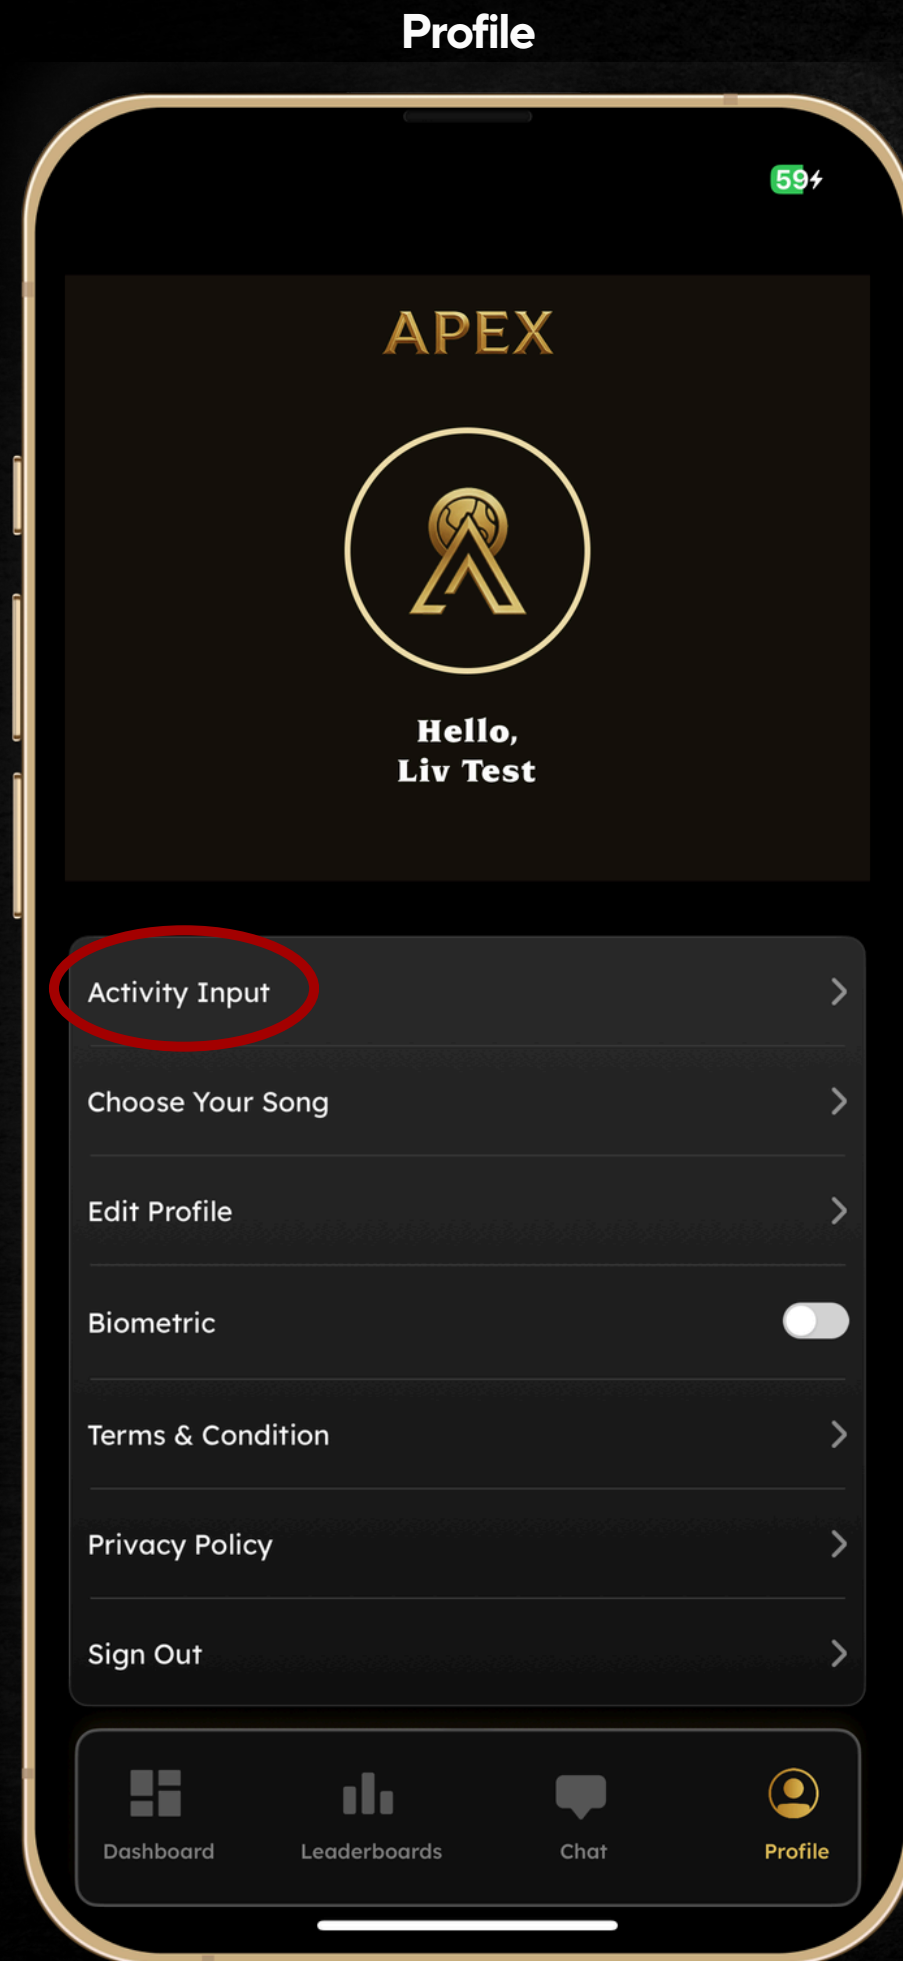 Profile
59
APEX
Hello,
Liv Test
Activity Input
Choose Your Song
Edit Profile
Biometric
Terms & Condition
Privacy Policy
Sign Out
Dashboard
Leaderboards
Chat
Profile